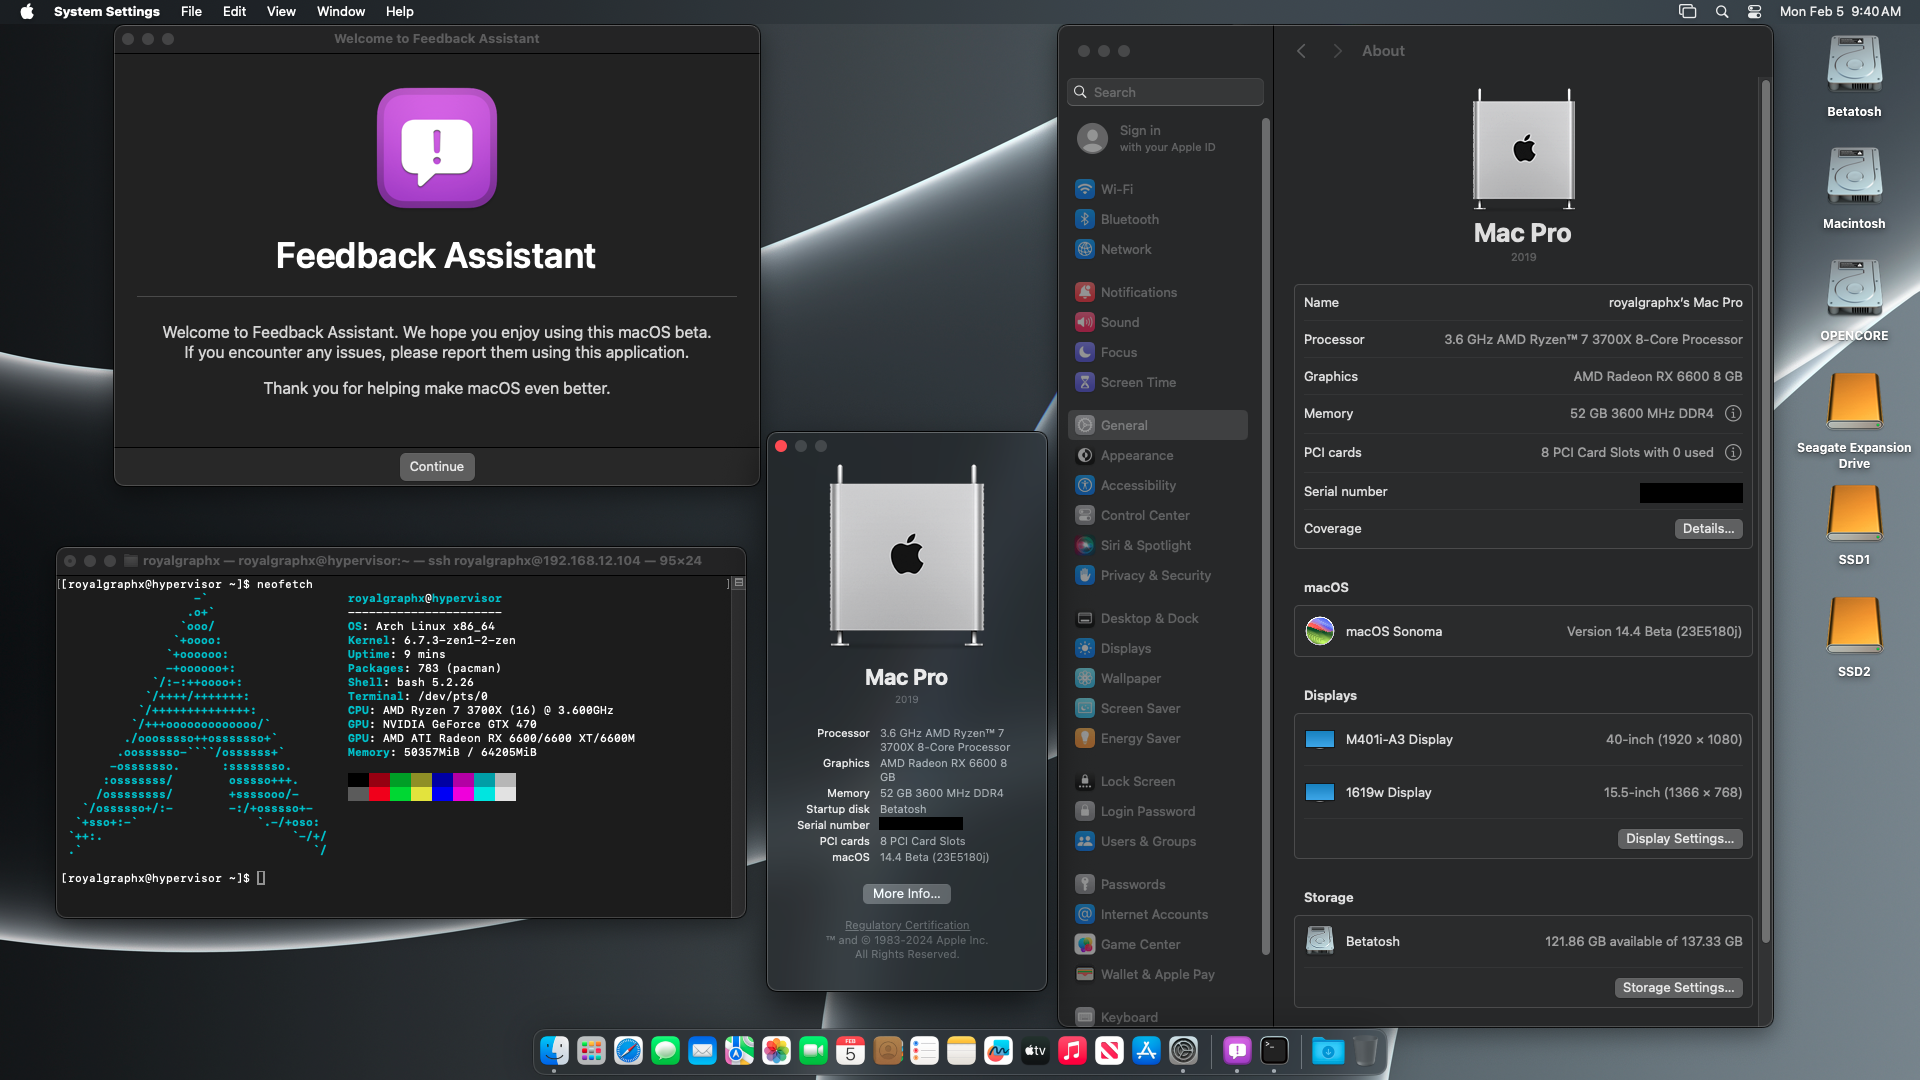 System Settings File Edit View Window Help
Mon Feb 5 9:40 AM
Welcome to Feedback Assistant
Feedback Assistant
Welcome to Feedback Assistant. We hope you enjoy using this macOS beta.
If you encounter any issues, please report them using this application.
Thank you for helping make macOS even better.
Continue
royalgraphx — royalgraphx@hypervisor:~ — ssh royalgraphx@192.168.12.104 — 95×24
[[royalgraphx@hypervisor ~]$ neofetch ]
royalgraphx@hypervisor
----------------------
OS: Arch Linux x86_64
Kernel: 6.7.3-zen1-2-zen
Uptime: 9 mins
Packages: 783 (pacman)
Shell: bash 5.2.26
Terminal: /dev/pts/0
CPU: AMD Ryzen 7 3700X (16) @ 3.600GHz
GPU: NVIDIA GeForce GTX 470
GPU: AMD ATI Radeon RX 6600/6600 XT/6600M
Memory: 50357MiB / 64205MiB
[royalgraphx@hypervisor ~]$
Mac Pro
2019
Processor 3.6 GHz AMD Ryzen™ 7
3700X 8-Core Processor
Graphics AMD Radeon RX 6600 8
GB
Memory 52 GB 3600 MHz DDR4
Startup disk Betatosh
Serial number
PCI cards 8 PCI Card Slots
macOS 14.4 Beta (23E5180j)
More Info...
Regulatory Certification
™ and © 1983-2024 Apple Inc.
All Rights Reserved.
Search
Sign in
with your Apple ID
Wi-Fi
Bluetooth
Network
Notifications
Sound
Focus
Screen Time
General
Appearance
Accessibility
Control Center
Siri & Spotlight
Privacy & Security
Desktop & Dock
Displays
Wallpaper
Screen Saver
Energy Saver
Lock Screen
Login Password
Users & Groups
Passwords
Internet Accounts
Game Center
Wallet & Apple Pay
Keyboard
About
Mac Pro
2019
Name royalgraphx's Mac Pro
Processor 3.6 GHz AMD Ryzen™ 7 3700X 8-Core Processor
Graphics AMD Radeon RX 6600 8 GB
Memory 52 GB 3600 MHz DDR4
PCI cards 8 PCI Card Slots with 0 used
Serial number
Coverage Details...
macOS
macOS Sonoma Version 14.4 Beta (23E5180j)
Displays
M401i-A3 Display 40-inch (1920 × 1080)
1619w Display 15.5-inch (1366 × 768)
Display Settings...
Storage
Betatosh 121.86 GB available of 137.33 GB
Storage Settings...
Betatosh
Macintosh
OPENCORE
Seagate Expansion
Drive
SSD1
SSD2
FEB
5
tv